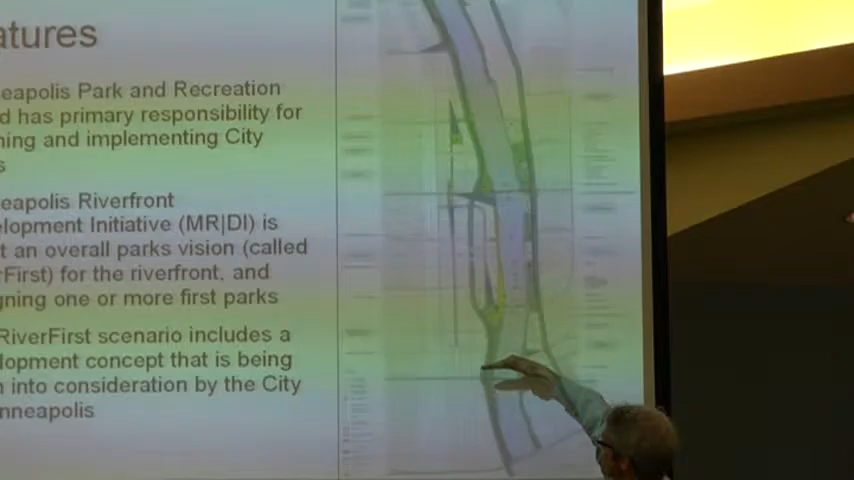 atures
eapolis Park and Recreation
d has primary responsibility for
ning and implementing City
s
eapolis Riverfront
elopment Initiative (MR|DI) is
t an overall parks vision (called
rFirst) for the riverfront, and
gning one or more first parks
RiverFirst scenario includes a
lopment concept that is being
n into consideration by the City
nneapolis